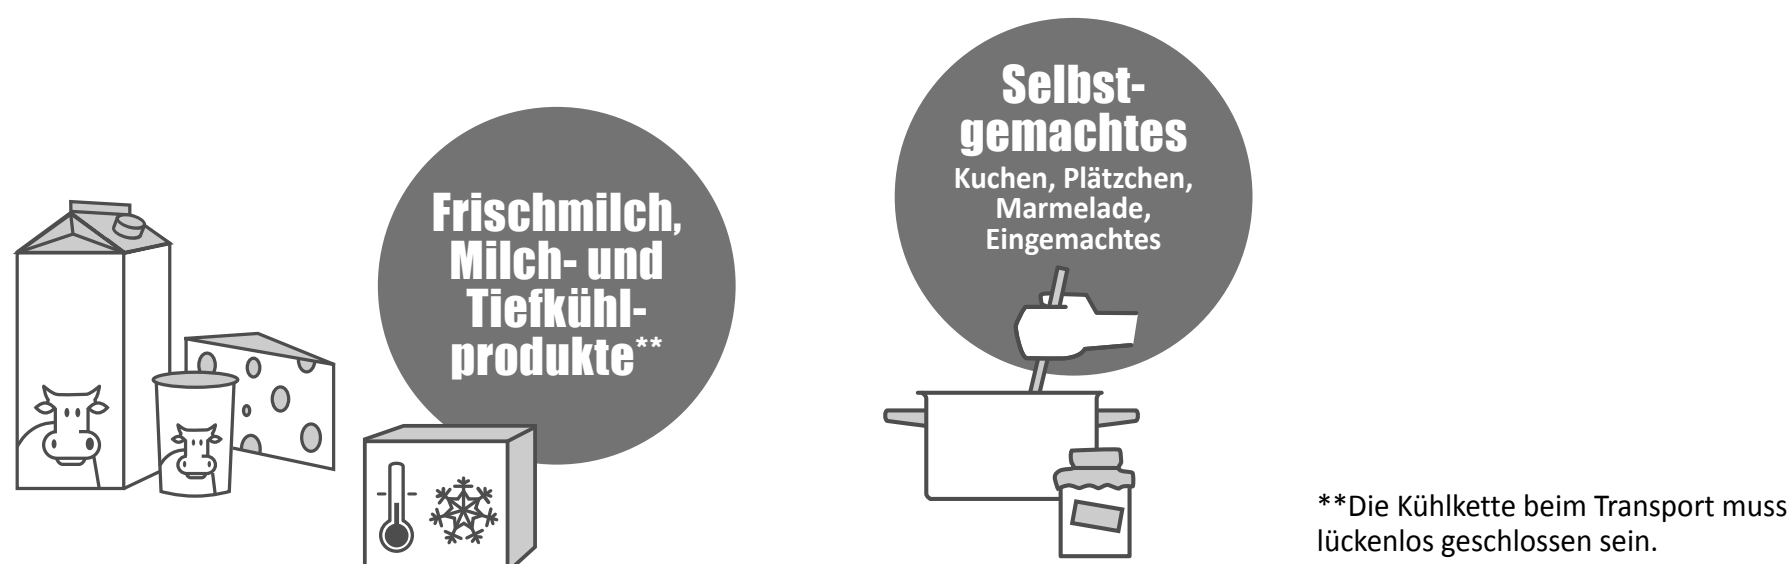 Frischmilch,
Milch- und
Tiefkühl-
produkte**
Selbst-
gemachtes
Kuchen, Plätzchen,
Marmelade,
Eingemachtes
**Die Kühlkette beim Transport muss
lückenlos geschlossen sein.